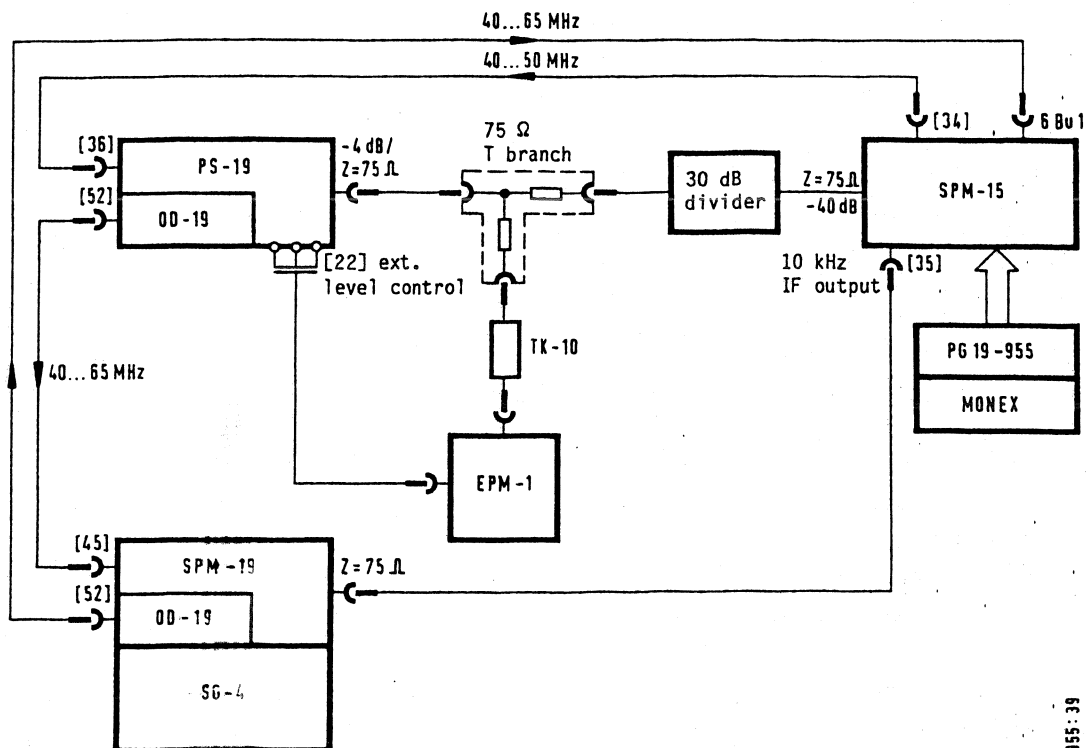 40...65 MHz
40...50 MHz
[36]
PS-19
[52]
OD-19
-4 dB/
Z=75 Ω
[22] ext.
level control
75 Ω
T branch
30 dB
divider
Z=75Ω
-40 dB
[34]
6 Bu 1
SPM-15
10 kHz
IF output
[35]
PG 19-955
MONEX
TK-10
EPM-1
40...65 MHz
[45]
SPM-19
[52]
OD-19
Z=75 Ω
SG-4
955:39